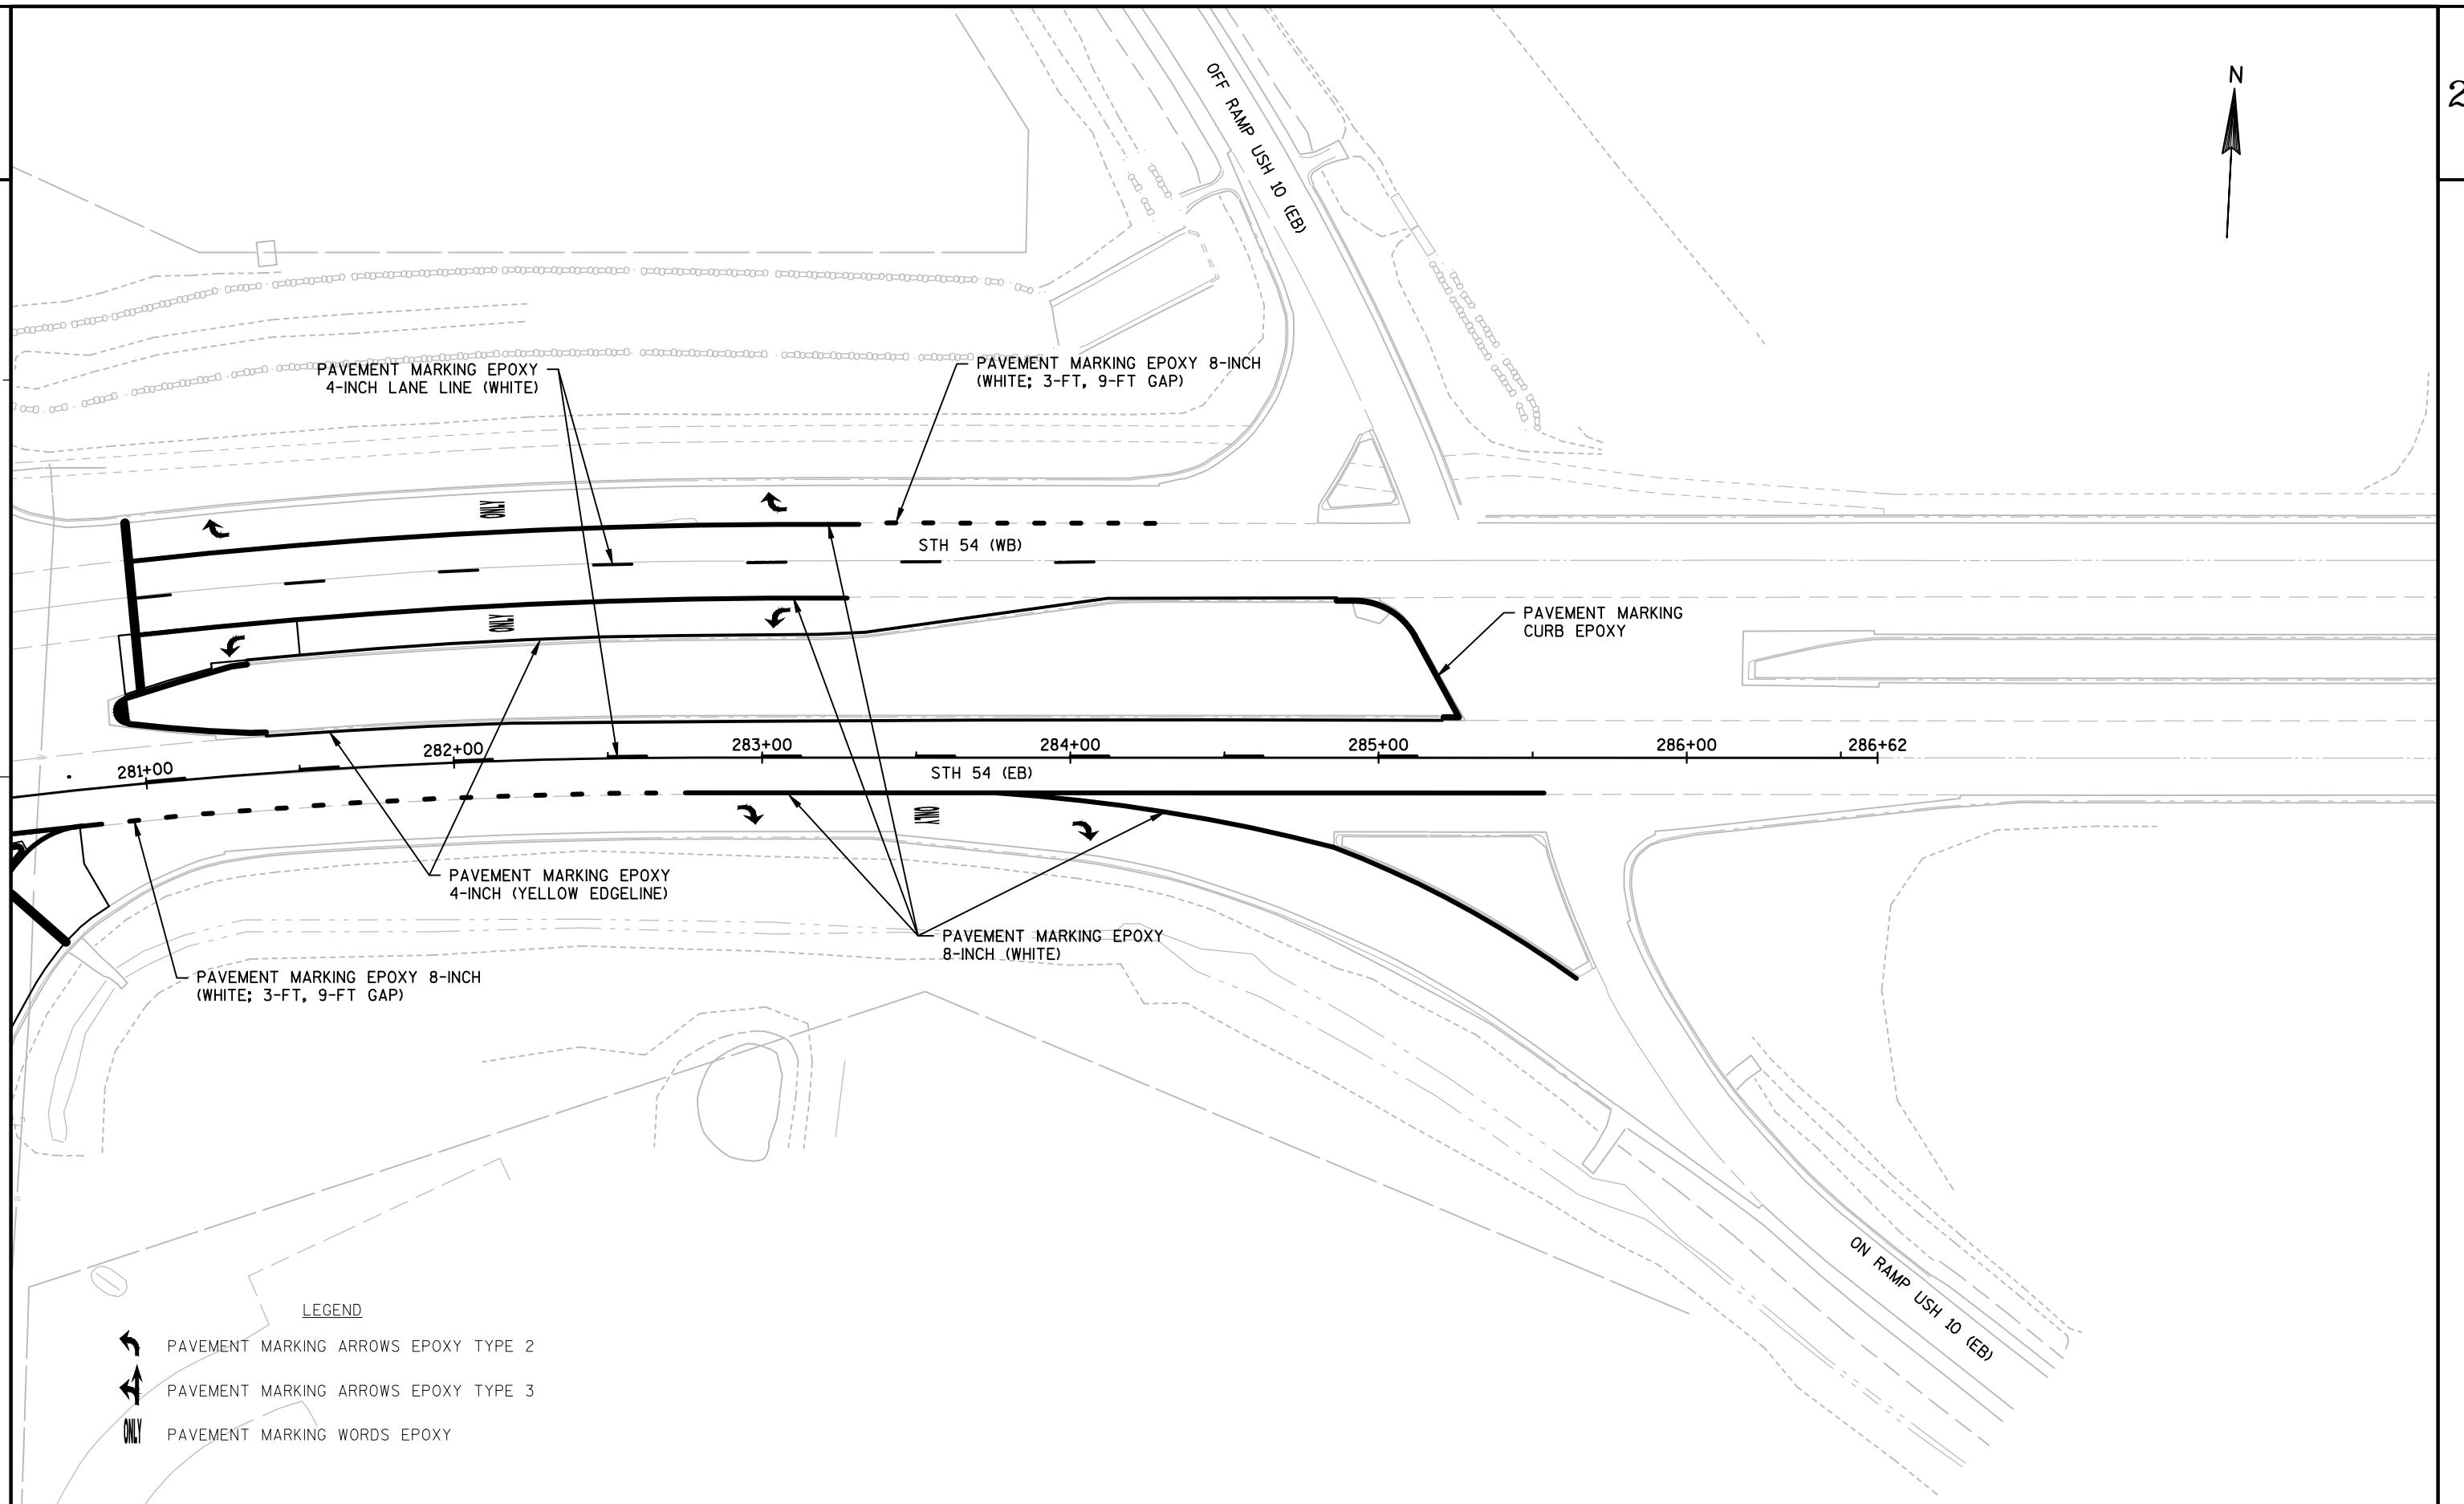 N
2
OFF RAMP USH 10 (EB)
PAVEMENT MARKING EPOXY
4-INCH LANE LINE (WHITE)
PAVEMENT MARKING EPOXY 8-INCH
(WHITE; 3-FT, 9-FT GAP)
ONLY
STH 54 (WB)
ONLY
PAVEMENT MARKING
CURB EPOXY
281+00
282+00
283+00
284+00
285+00
286+00
286+62
STH 54 (EB)
ONLY
PAVEMENT MARKING EPOXY
4-INCH (YELLOW EDGELINE)
PAVEMENT MARKING EPOXY
8-INCH (WHITE)
PAVEMENT MARKING EPOXY 8-INCH
(WHITE; 3-FT, 9-FT GAP)
ON RAMP USH 10 (EB)
LEGEND
PAVEMENT MARKING ARROWS EPOXY TYPE 2
PAVEMENT MARKING ARROWS EPOXY TYPE 3
ONLY PAVEMENT MARKING WORDS EPOXY